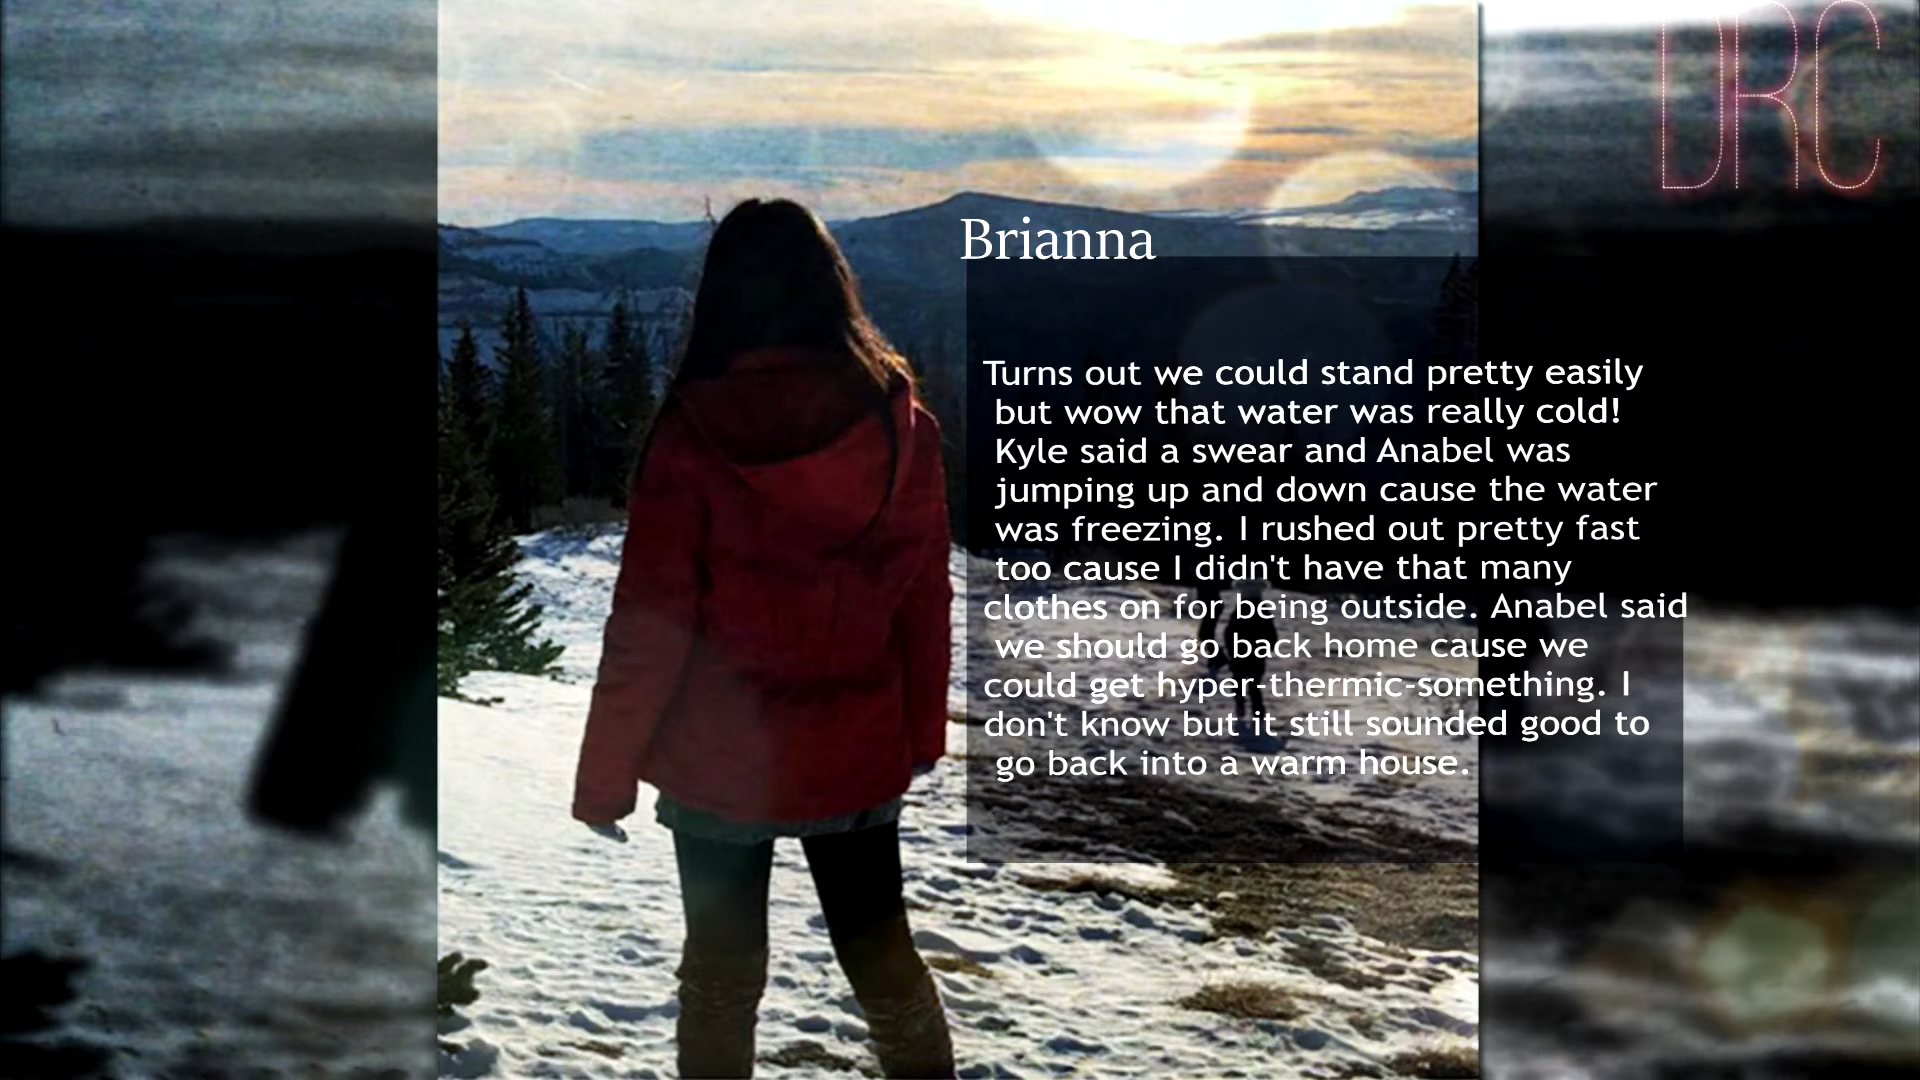 DRC
Brianna
Turns out we could stand pretty easily
but wow that water was really cold!
Kyle said a swear and Anabel was
jumping up and down cause the water
was freezing. I rushed out pretty fast
too cause I didn't have that many
clothes on for being outside. Anabel said
we should go back home cause we
could get hyper-thermic-something. I
don't know but it still sounded good to
go back into a warm house.